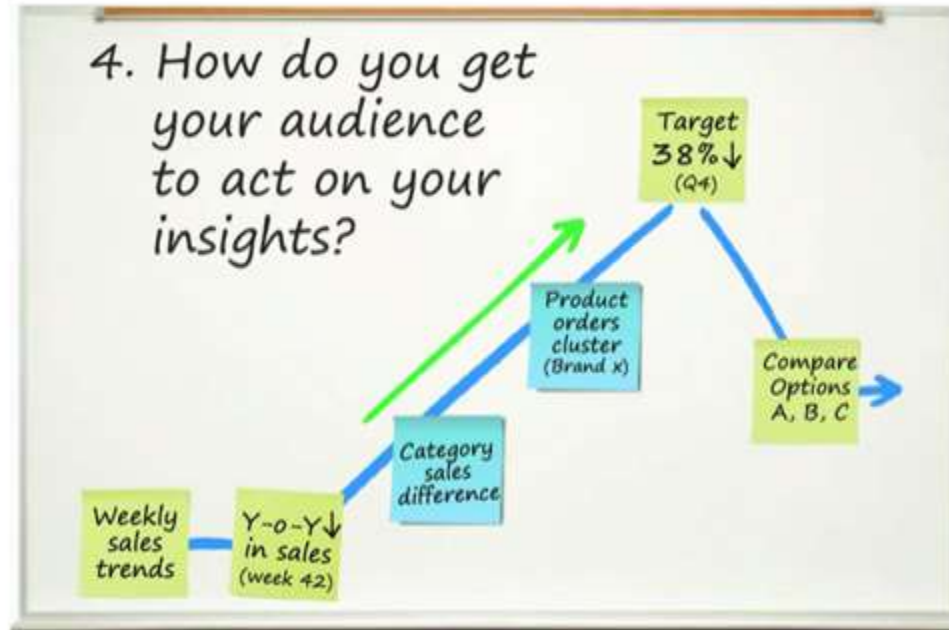 4. How do you get
your audience
to act on your
insights?
Target
38%↓
(Q4)
Product
orders
cluster
(Brand x)
Compare
Options
A, B, C
Category
sales
difference
Weekly
sales
trends
Y-o-Y↓
in sales
(week 42)